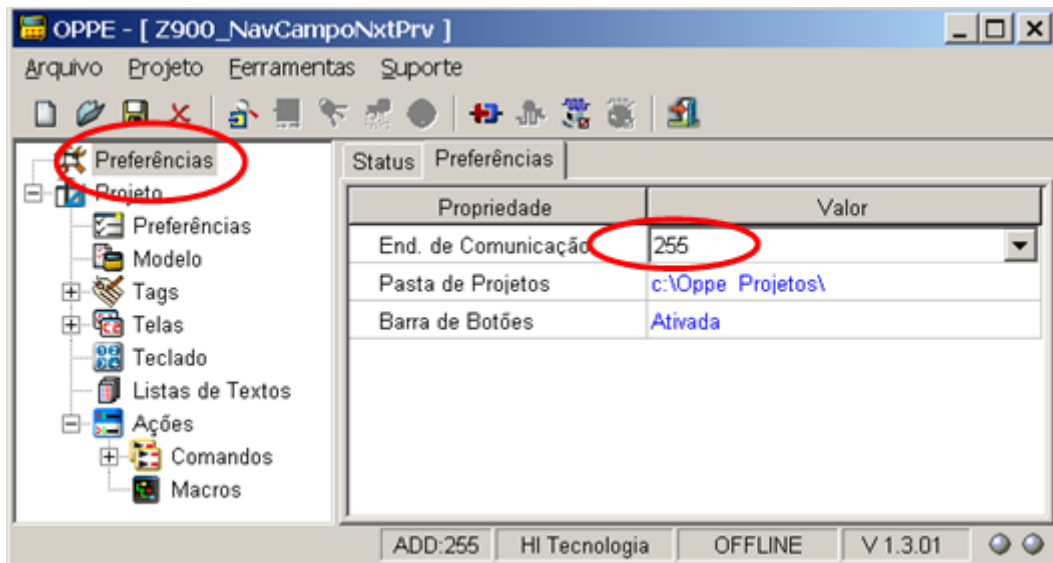 OPPE - [ Z900_NavCampoNxtPrv ]
Arquivo Projeto Ferramentas Suporte
Preferências
Projeto
Preferências
Modelo
Tags
Telas
Teclado
Listas de Textos
Ações
Comandos
Macros
Status Preferências
Propriedade Valor
End. de Comunicação 255
Pasta de Projetos c:\Oppe Projetos\
Barra de Botões Ativada
ADD:255 HI Tecnologia OFFLINE V 1.3.01